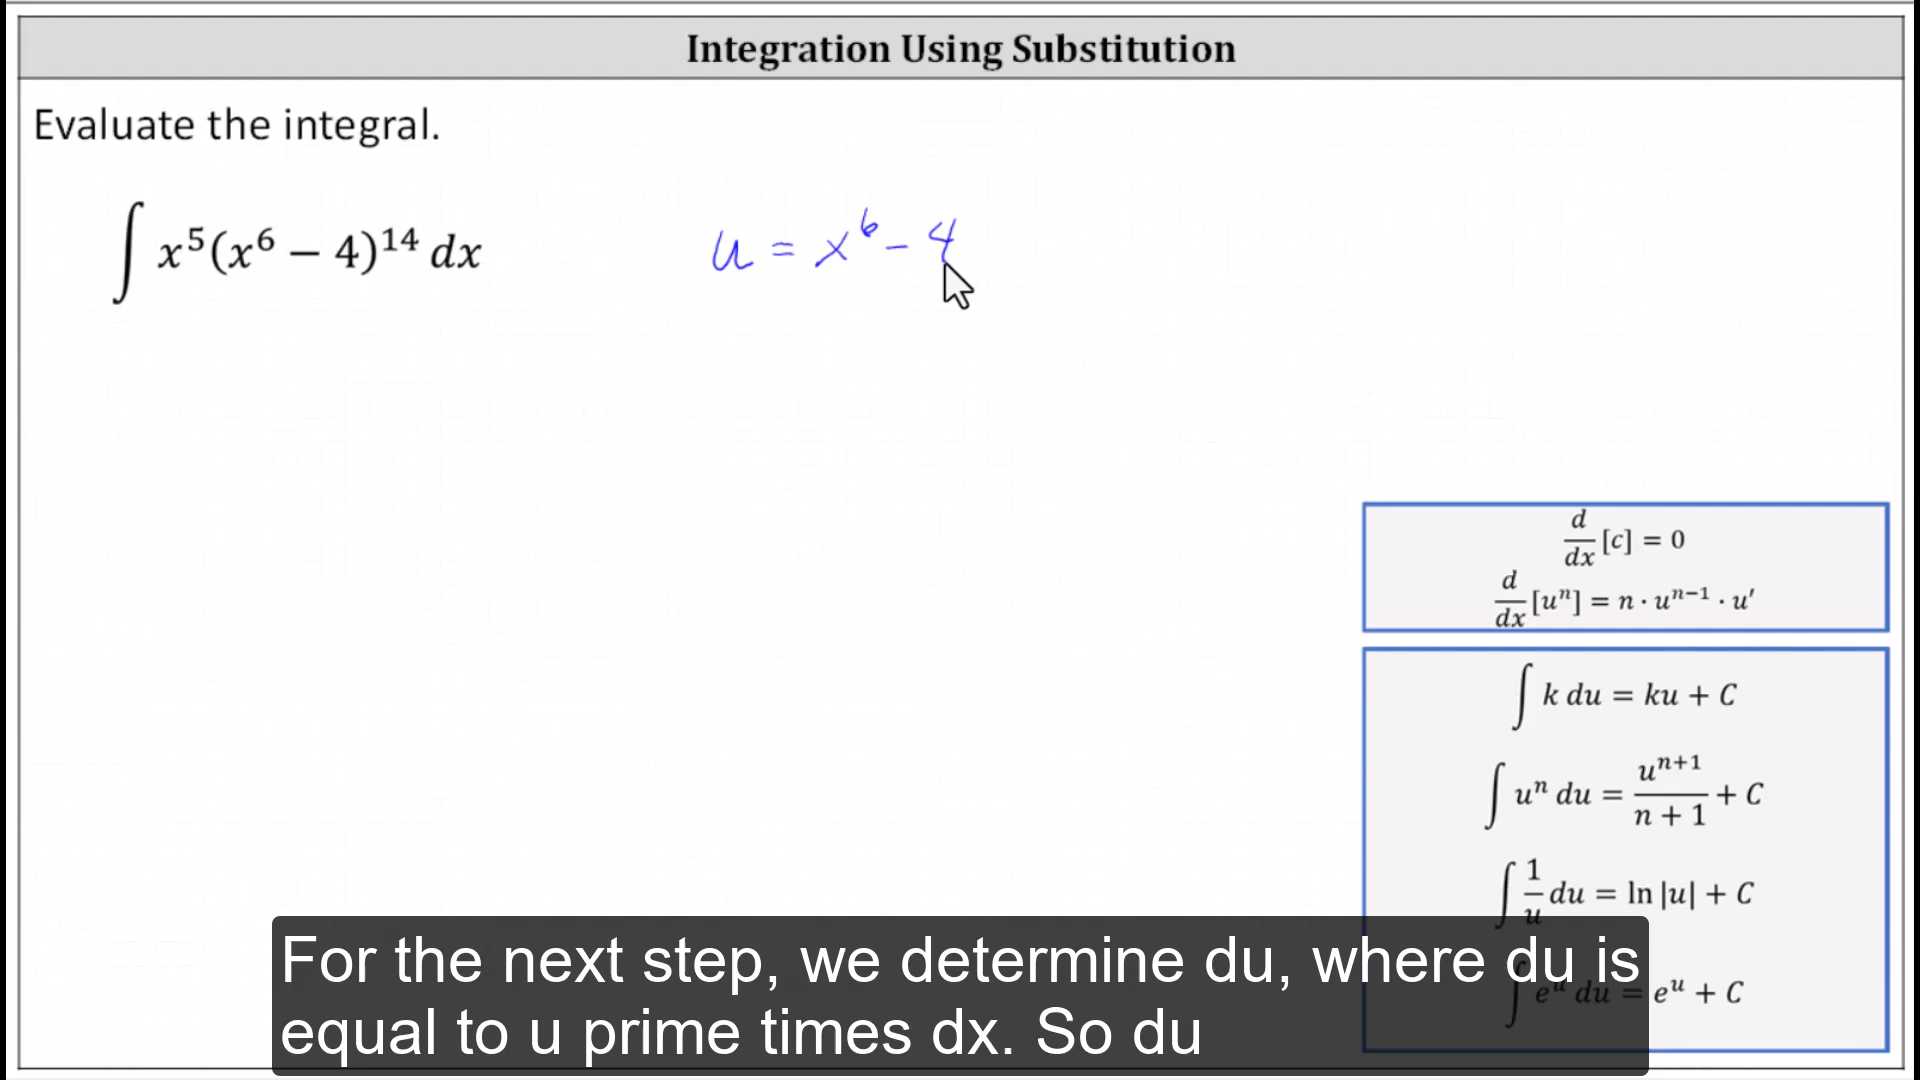 Integration Using Substitution
Evaluate the integral.
∫ x⁵(x⁶ − 4)¹⁴ dx
u = x⁶ − 4
d/dx [c] = 0
d/dx [uⁿ] = n · uⁿ⁻¹ · u′
∫ k du = ku + C
∫ uⁿ du = uⁿ⁺¹/(n + 1) + C
∫ 1/u du = ln |u| + C
∫ eᵘ du = eᵘ + C
For the next step, we determine du, where du is
equal to u prime times dx. So du